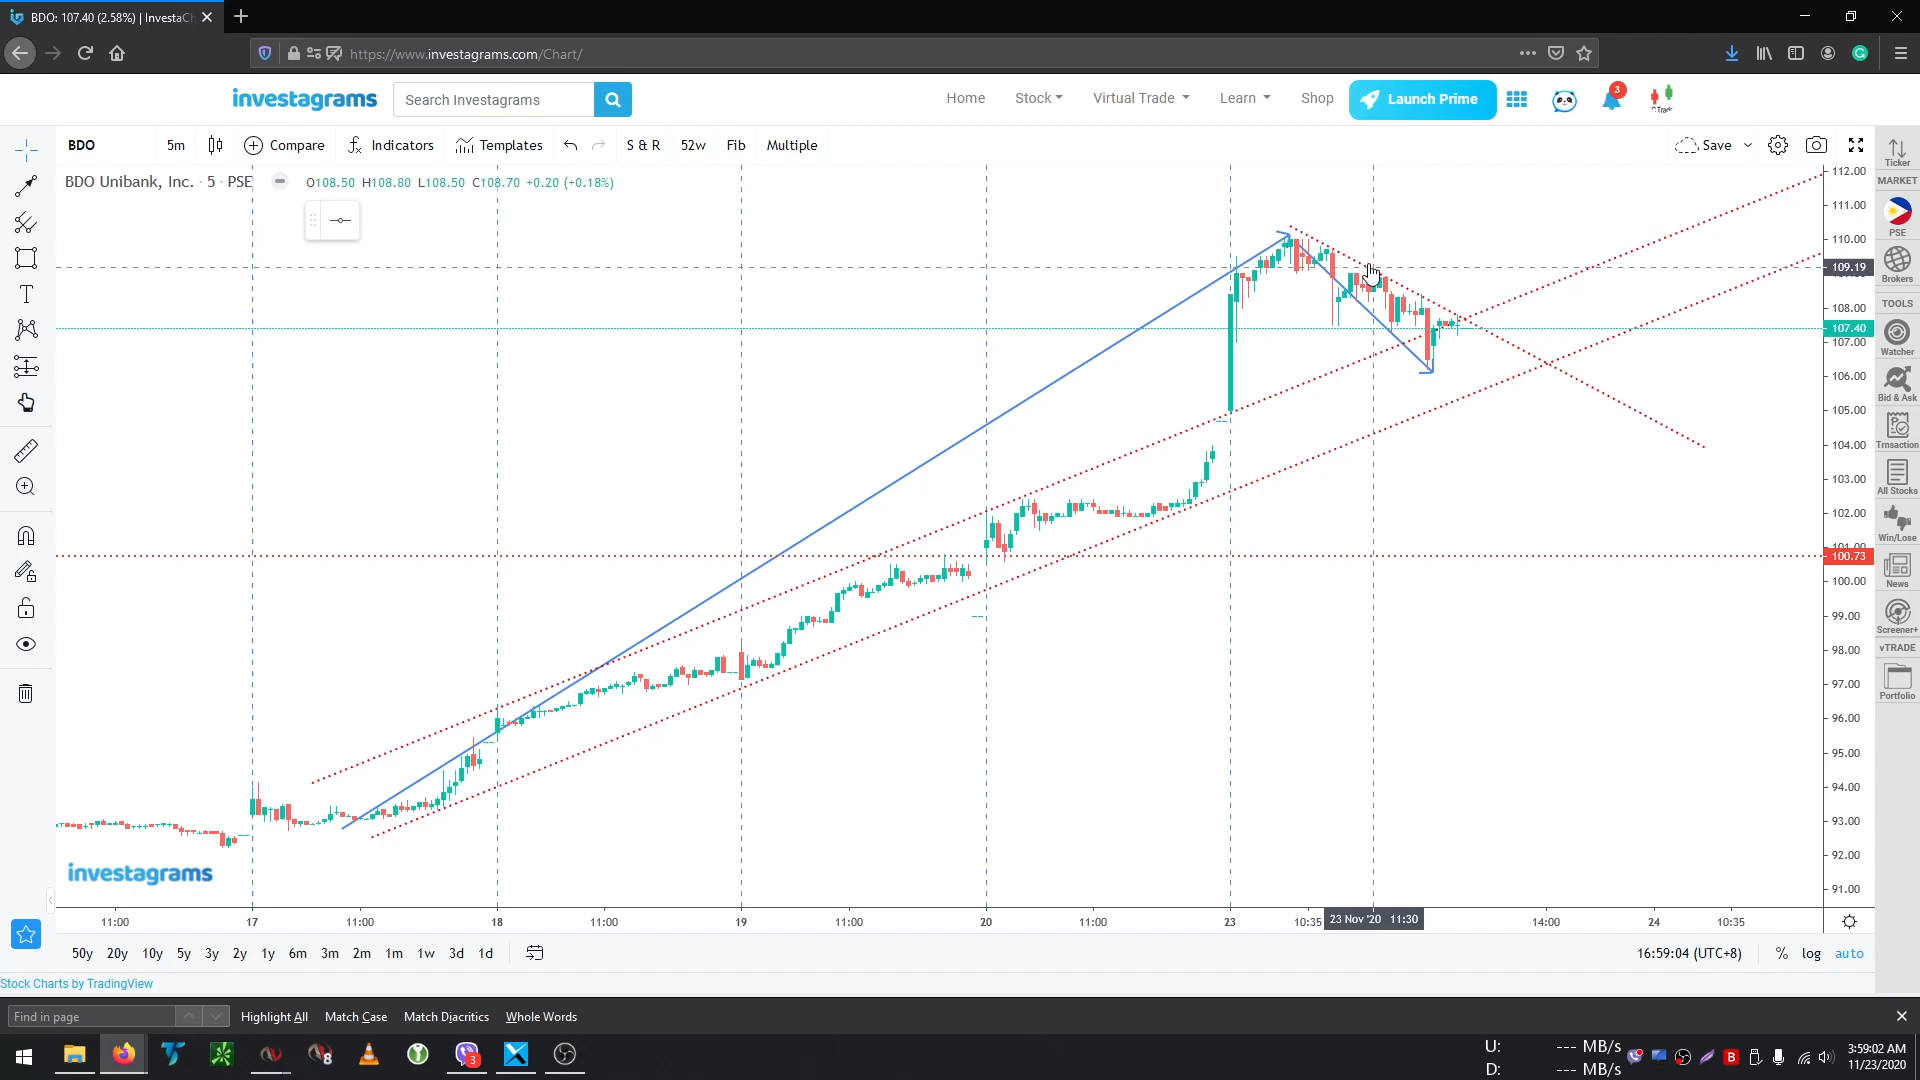 BDO: 107.40 (2.58%) | InvestaCh
https://www.investagrams.com/Chart/
investagrams
Search Investagrams
Home Stock Virtual Trade Learn Shop
Launch Prime
3
Trade
BDO 5m Compare Indicators Templates S & R 52w Fib Multiple Save
BDO Unibank, Inc. · 5 · PSE O108.50 H108.80 L108.50 C108.70 +0.20 (+0.18%)
112.00
111.00
110.00
109.19
108.00
107.40
107.00
106.00
105.00
104.00
103.00
102.00
101.00
100.73
100.00
99.00
98.00
97.00
96.00
95.00
94.00
93.00
92.00
91.00
Ticker
MARKET
PSE
Brokers
TOOLS
Watcher
Bid & Ask
Trnsaction
All Stocks
Win/Lose
News
Screener+
vTRADE
Portfolio
investagrams
11:00 17 11:00 18 11:00 19 11:00 20 11:00 23 10:35 23 Nov '20 11:30 14:00 24 10:35
50y 20y 10y 5y 3y 2y 1y 6m 3m 2m 1m 1w 3d 1d 16:59:04 (UTC+8) % log auto
Stock Charts by TradingView
Find in page Highlight All Match Case Match Diacritics Whole Words
8
3
U: --- MB/s
D: --- MB/s
B
3:59:02 AM
11/23/2020